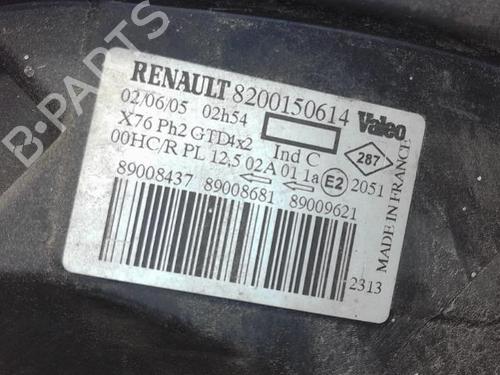 B-PARTS
RENAULT 8200150614 Valeo
02/06/05 02h54
X76 Ph2 GTD4x2 Ind C 287
00HC/R PL 12,5 02A 01 1a E2 2051
89008437 89008681 89009621
2313
MADE IN FRANCE